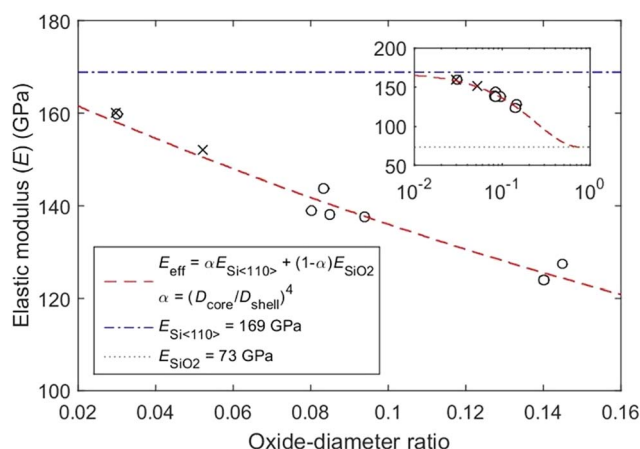 180
160
140
120
100
Elastic modulus (E) (GPa)
200
150
100
50
10⁻² 10⁻¹ 10⁰
E_eff = αE_Si<110> + (1-α)E_SiO2
α = (D_core/D_shell)⁴
E_Si<110> = 169 GPa
E_SiO2 = 73 GPa
0.02 0.04 0.06 0.08 0.1 0.12 0.14 0.16
Oxide-diameter ratio